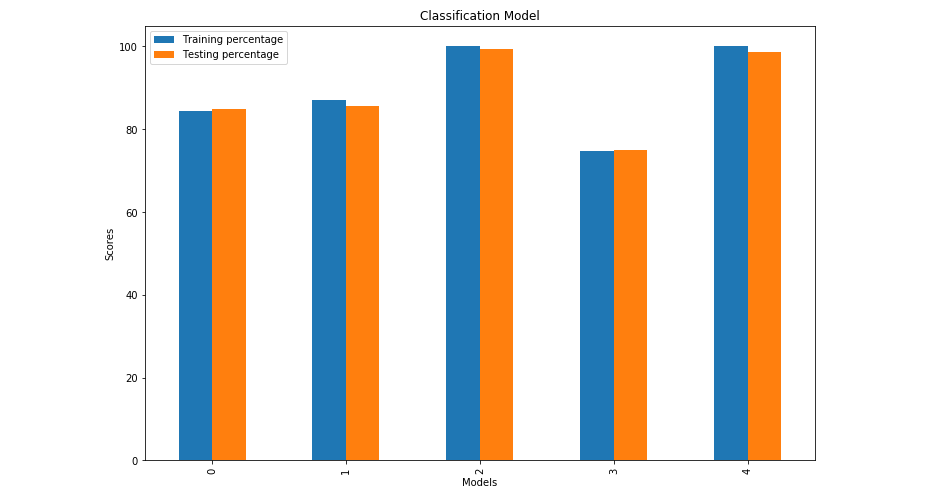 Classification Model
Training percentage
Testing percentage
100
80
60
40
20
0
Scores
0 1 2 3 4
Models